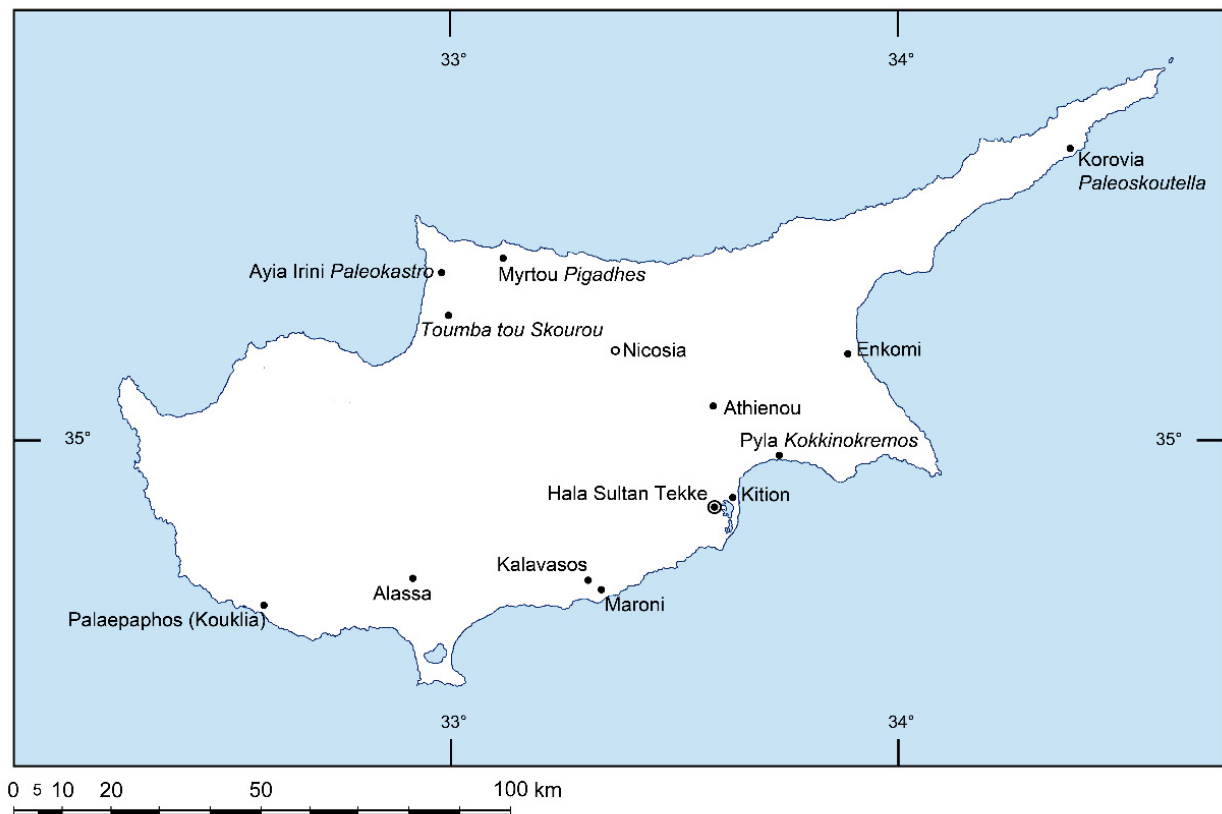 33°
34°
Korovia
Paleoskoutella
Ayia Irini Paleokastro
Myrtou Pigadhes
Toumba tou Skourou
Nicosia
Enkomi
Athienou
35°
Pyla Kokkinokremos
35°
Hala Sultan Tekke
Kition
Kalavasos
Alassa
Maroni
Palaepaphos (Kouklia)
33°
34°
0 5 10 20 50 100 km